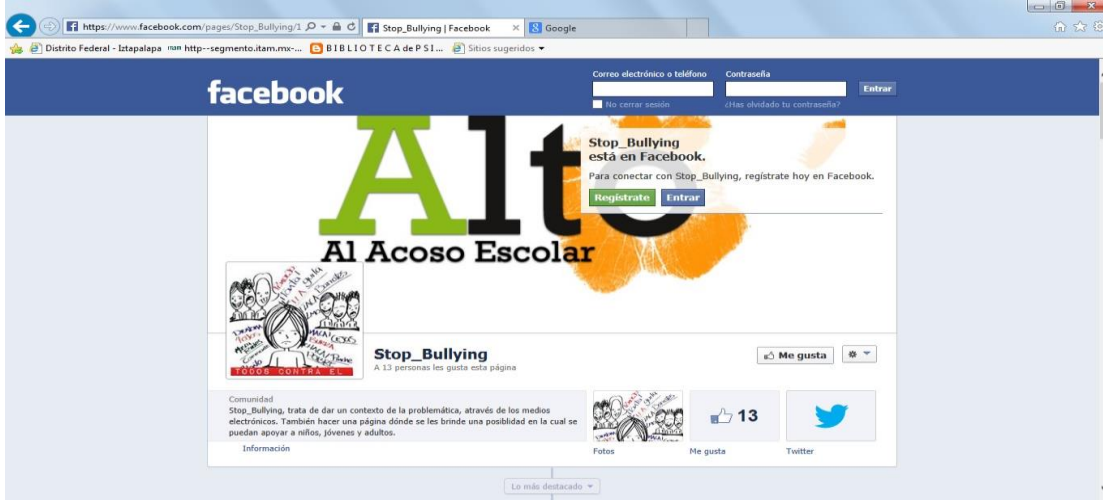 https://www.facebook.com/pages/Stop_Bullying/1
Stop_Bullying | Facebook
Google
Distrito Federal - Iztapalapa
http--segmento.itam.mx-...
B I B L I O T E C A de P S I ...
Sitios sugeridos
facebook
Correo electrónico o teléfono
Contraseña
Entrar
No cerrar sesión
¿Has olvidado tu contraseña?
Alto
Al Acoso Escolar
Stop_Bullying
está en Facebook.
Para conectar con Stop_Bullying, regístrate hoy en Facebook.
Regístrate
Entrar
TODOS CONTRA EL
Stop_Bullying
A 13 personas les gusta esta página
Me gusta
Comunidad
Stop_Bullying, trata de dar un contexto de la problemática, através de los medios
electrónicos. También hacer una página dónde se les brinde una posiblidad en la cual se
puedan apoyar a niños, jóvenes y adultos.
Información
13
Fotos
Me gusta
Twitter
Lo más destacado